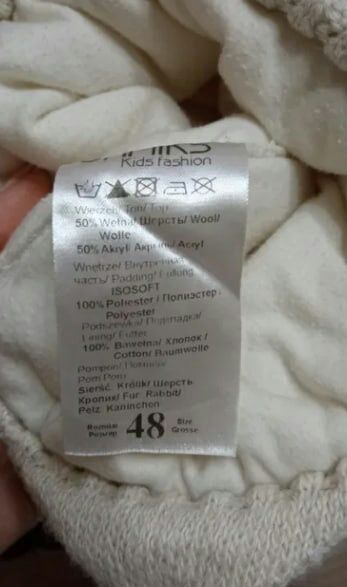 Kids fashion
Wierzch/ Топ/ Top
50% Wełna/ Шерсть/ Wool/
Wolle
50% Akryl/ Акрил/ Acryl
Wnętrze/ Внутренняя
часть/ Padding/ Füllung
ISOSOFT
100% Poliester / Полиэстер
Polyester
Podszewka/ Подкладка/
Lining/ Futter
100% Bawełna/ Хлопок /
Cotton/ Baumwolle
Pompon/ Помпон/
Pom Pom
Sierść Królik/ Шерсть
Кролик/ Fur Rabbit/
Pelz Kaninchen
Rozmiar Размер 48 Size Grosse